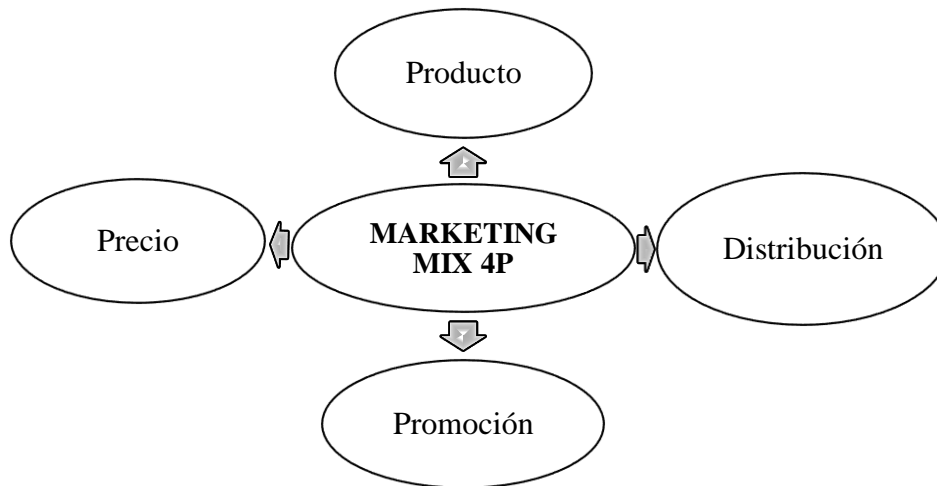 Producto
Precio
MARKETING
MIX 4P
Distribución
Promoción